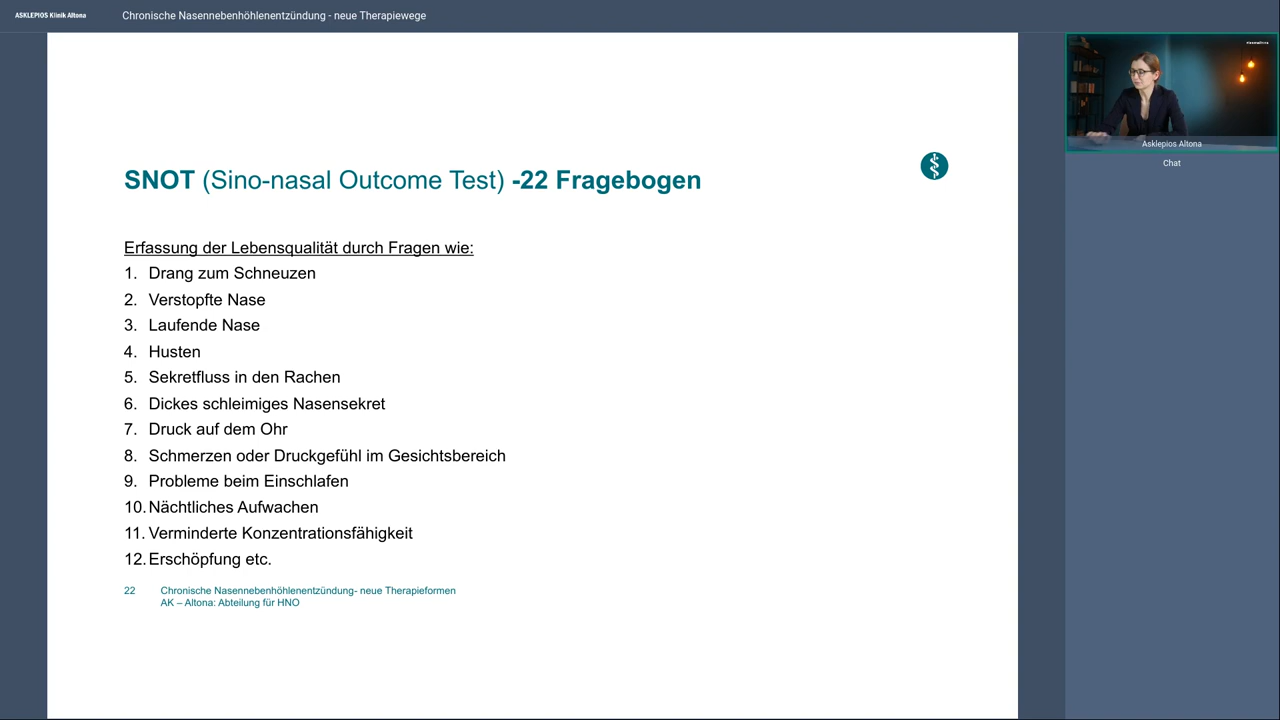 ASKLEPIOS Klinik Altona
Chronische Nasennebenhöhlenentzündung - neue Therapiewege
SNOT (Sino-nasal Outcome Test) -22 Fragebogen
Erfassung der Lebensqualität durch Fragen wie:
1. Drang zum Schneuzen
2. Verstopfte Nase
3. Laufende Nase
4. Husten
5. Sekretfluss in den Rachen
6. Dickes schleimiges Nasensekret
7. Druck auf dem Ohr
8. Schmerzen oder Druckgefühl im Gesichtsbereich
9. Probleme beim Einschlafen
10. Nächtliches Aufwachen
11. Verminderte Konzentrationsfähigkeit
12. Erschöpfung etc.
22 Chronische Nasennebenhöhlenentzündung- neue Therapieformen
AK – Altona: Abteilung für HNO
Asklepios Altona
Chat